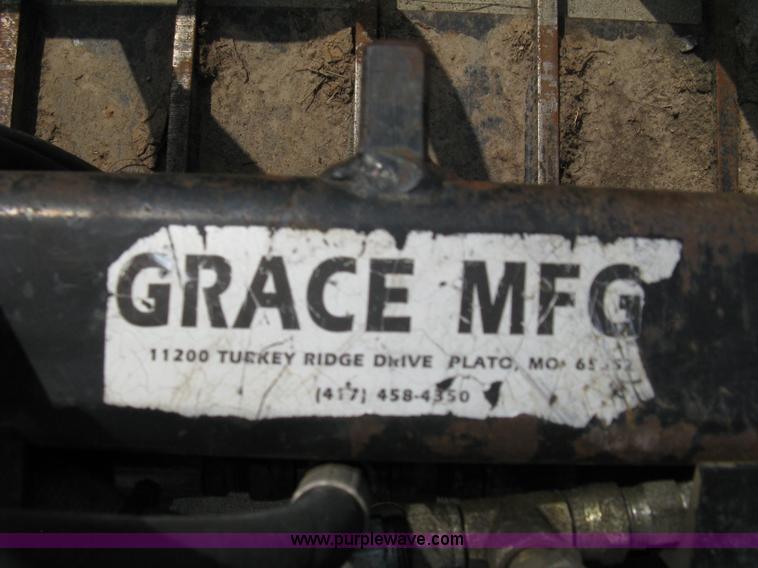 GRACE MFG
11200 TURKEY RIDGE DRIVE PLATO, MO
(417) 458-4350
www.purplewave.com